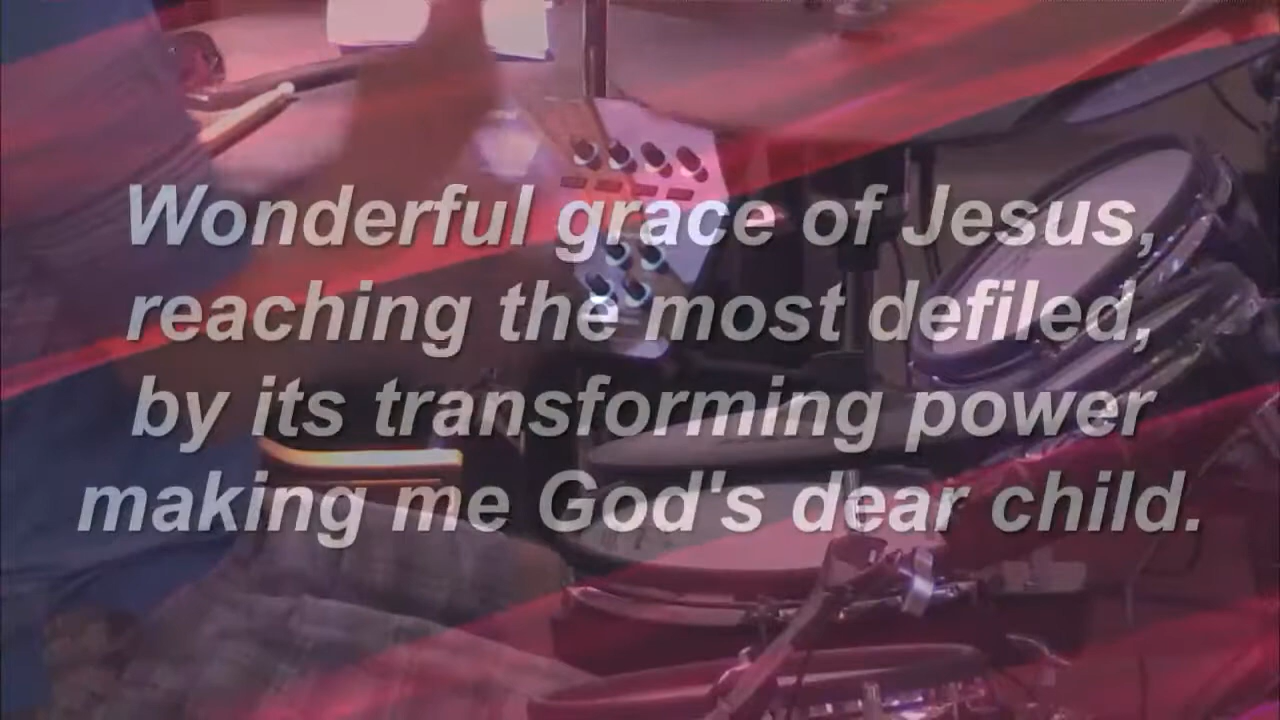 Wonderful grace of Jesus,
reaching the most defiled,
by its transforming power
making me God's dear child.